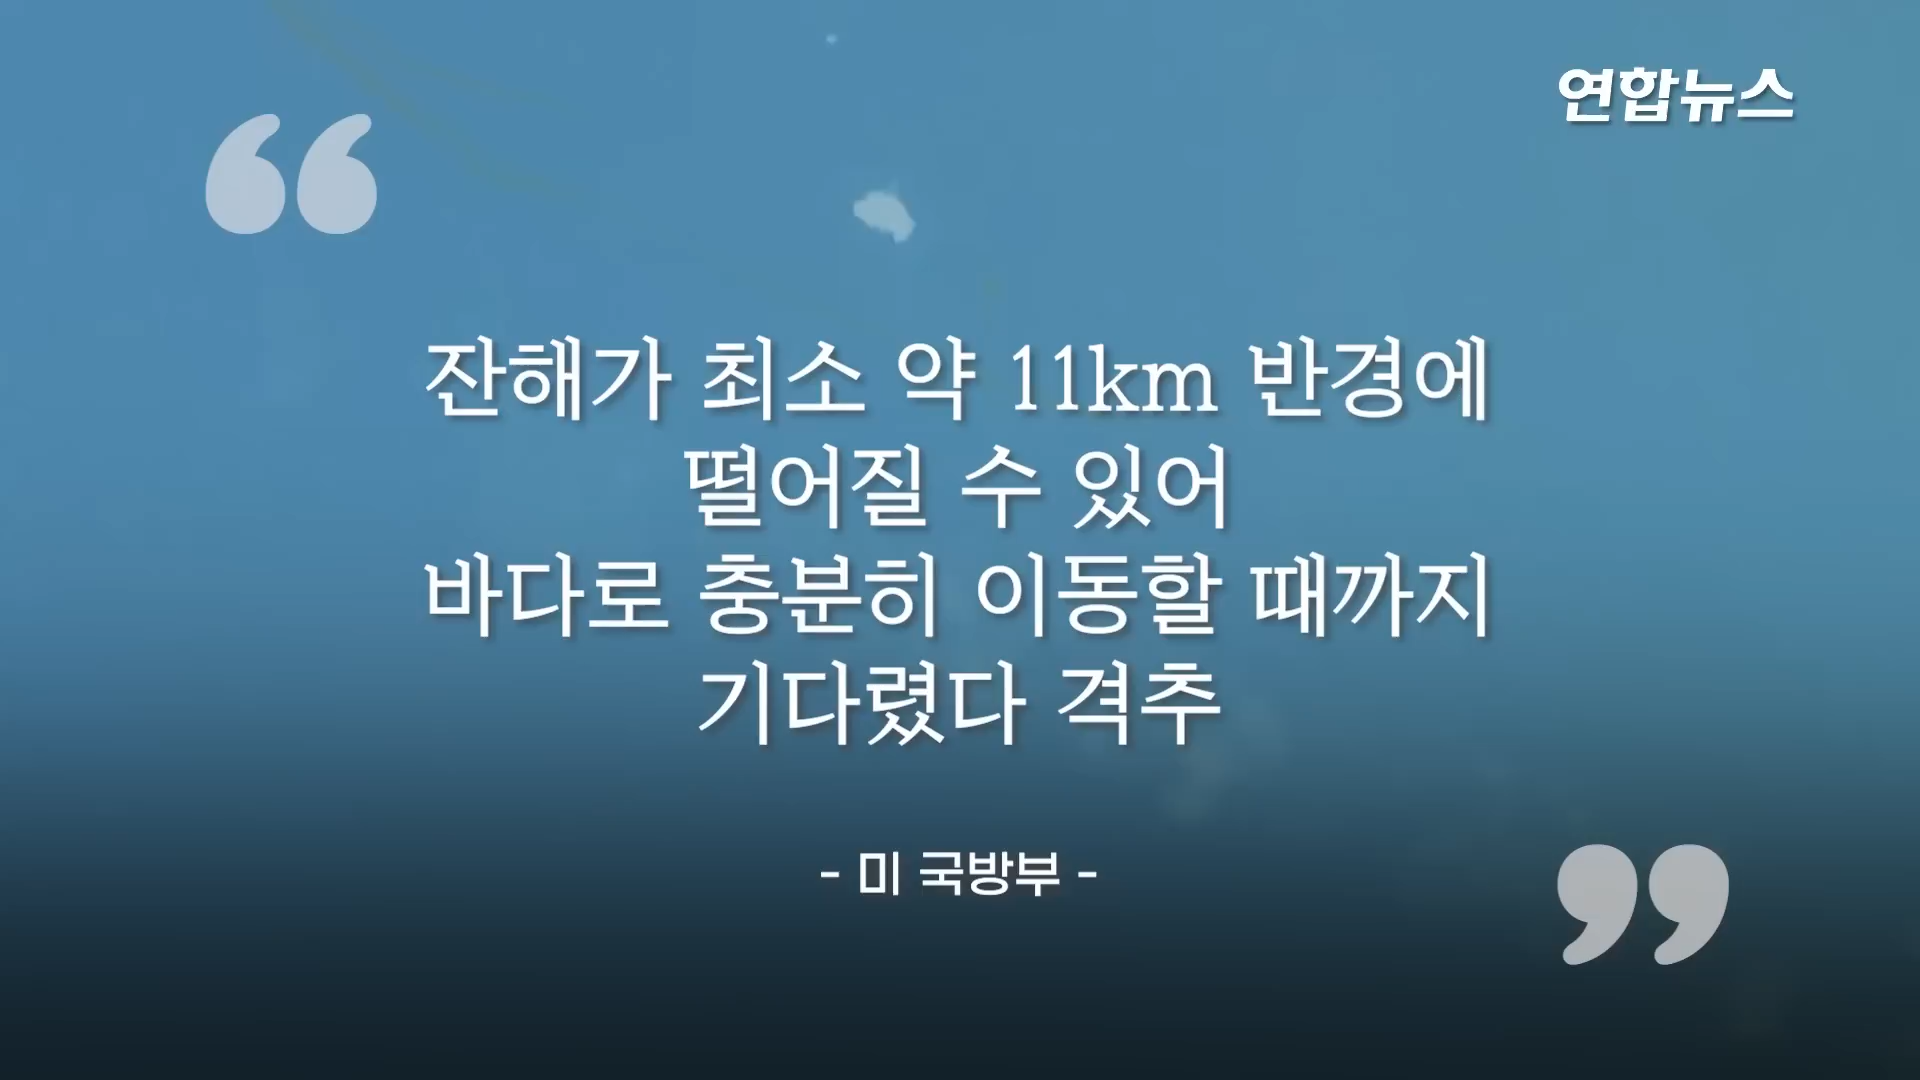 연합뉴스
잔해가 최소 약 11km 반경에
떨어질 수 있어
바다로 충분히 이동할 때까지
기다렸다 격추
- 미 국방부 -